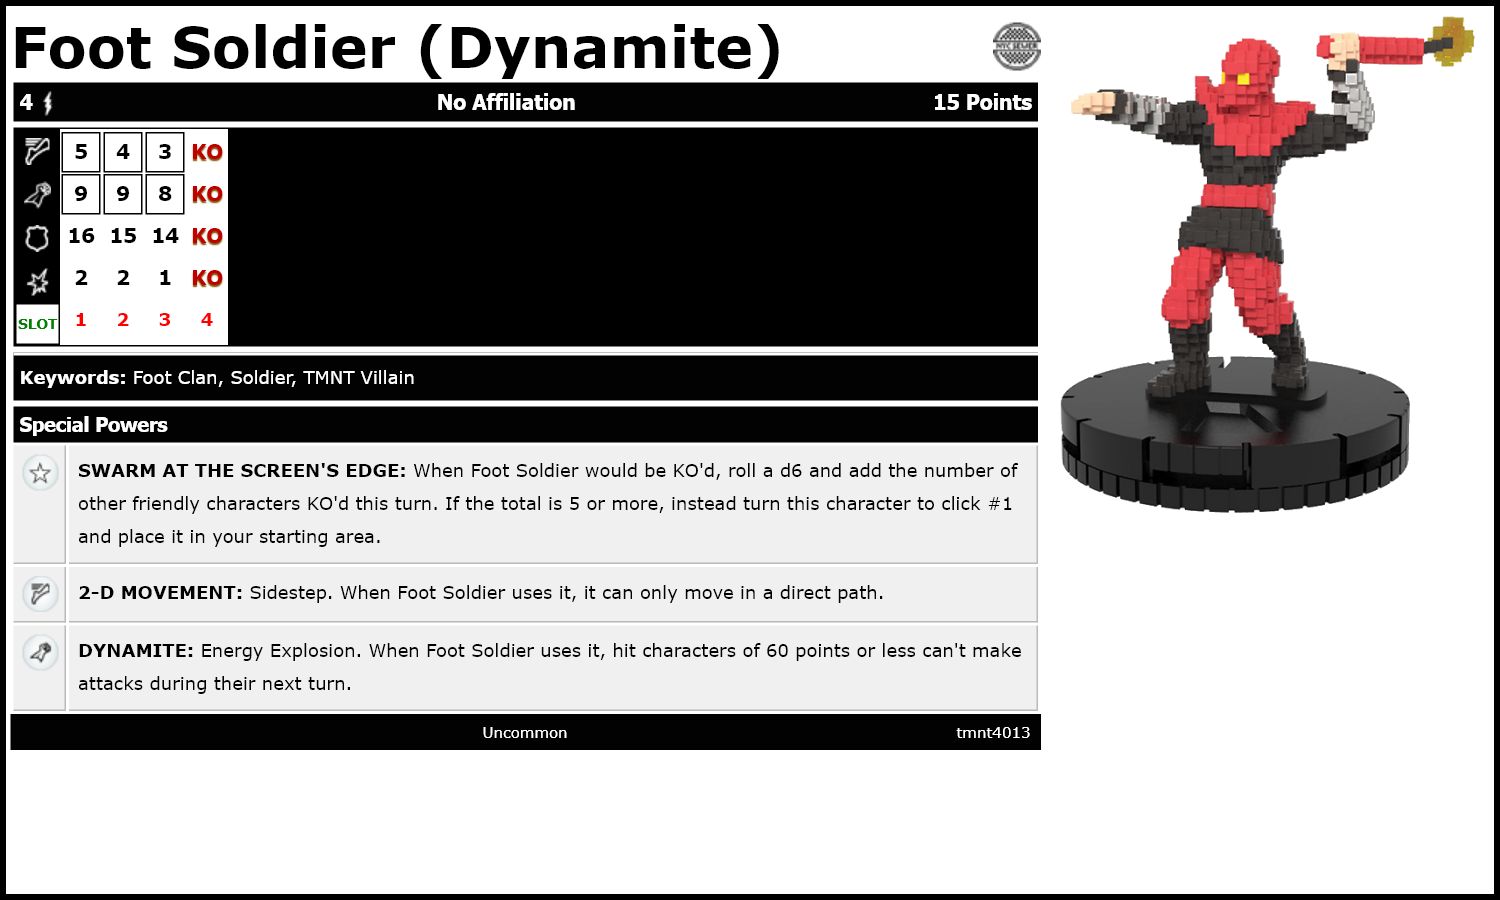 Foot Soldier (Dynamite)
NYC SEWER
4 No Affiliation 15 Points
5 4 3 KO
9 9 8 KO
16 15 14 KO
2 2 1 KO
SLOT 1 2 3 4
Keywords: Foot Clan, Soldier, TMNT Villain
Special Powers
SWARM AT THE SCREEN'S EDGE: When Foot Soldier would be KO'd, roll a d6 and add the number of
other friendly characters KO'd this turn. If the total is 5 or more, instead turn this character to click #1
and place it in your starting area.
2-D MOVEMENT: Sidestep. When Foot Soldier uses it, it can only move in a direct path.
DYNAMITE: Energy Explosion. When Foot Soldier uses it, hit characters of 60 points or less can't make
attacks during their next turn.
Uncommon tmnt4013